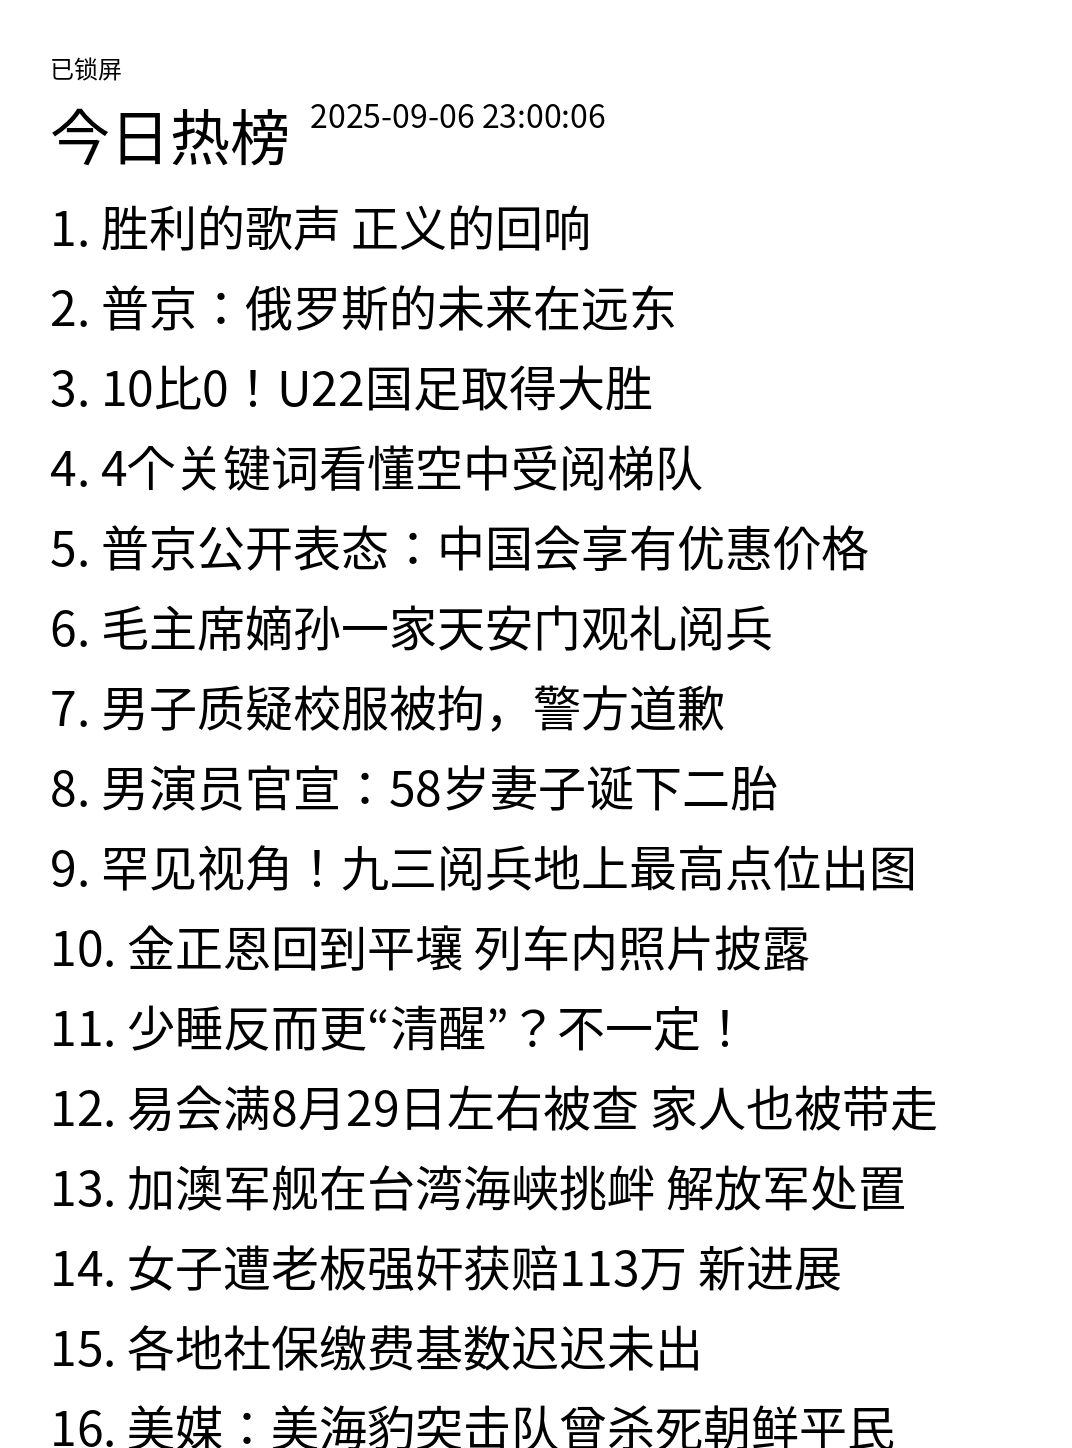 已锁屏
今日热榜 2025-09-06 23:00:06
1. 胜利的歌声 正义的回响
2. 普京：俄罗斯的未来在远东
3. 10比0！U22国足取得大胜
4. 4个关键词看懂空中受阅梯队
5. 普京公开表态：中国会享有优惠价格
6. 毛主席嫡孙一家天安门观礼阅兵
7. 男子质疑校服被拘，警方道歉
8. 男演员官宣：58岁妻子诞下二胎
9. 罕见视角！九三阅兵地上最高点位出图
10. 金正恩回到平壤 列车内照片披露
11. 少睡反而更“清醒”？不一定！
12. 易会满8月29日左右被查 家人也被带走
13. 加澳军舰在台湾海峡挑衅 解放军处置
14. 女子遭老板强奸获赔113万 新进展
15. 各地社保缴费基数迟迟未出
16. 美媒：美海豹突击队曾杀死朝鲜平民